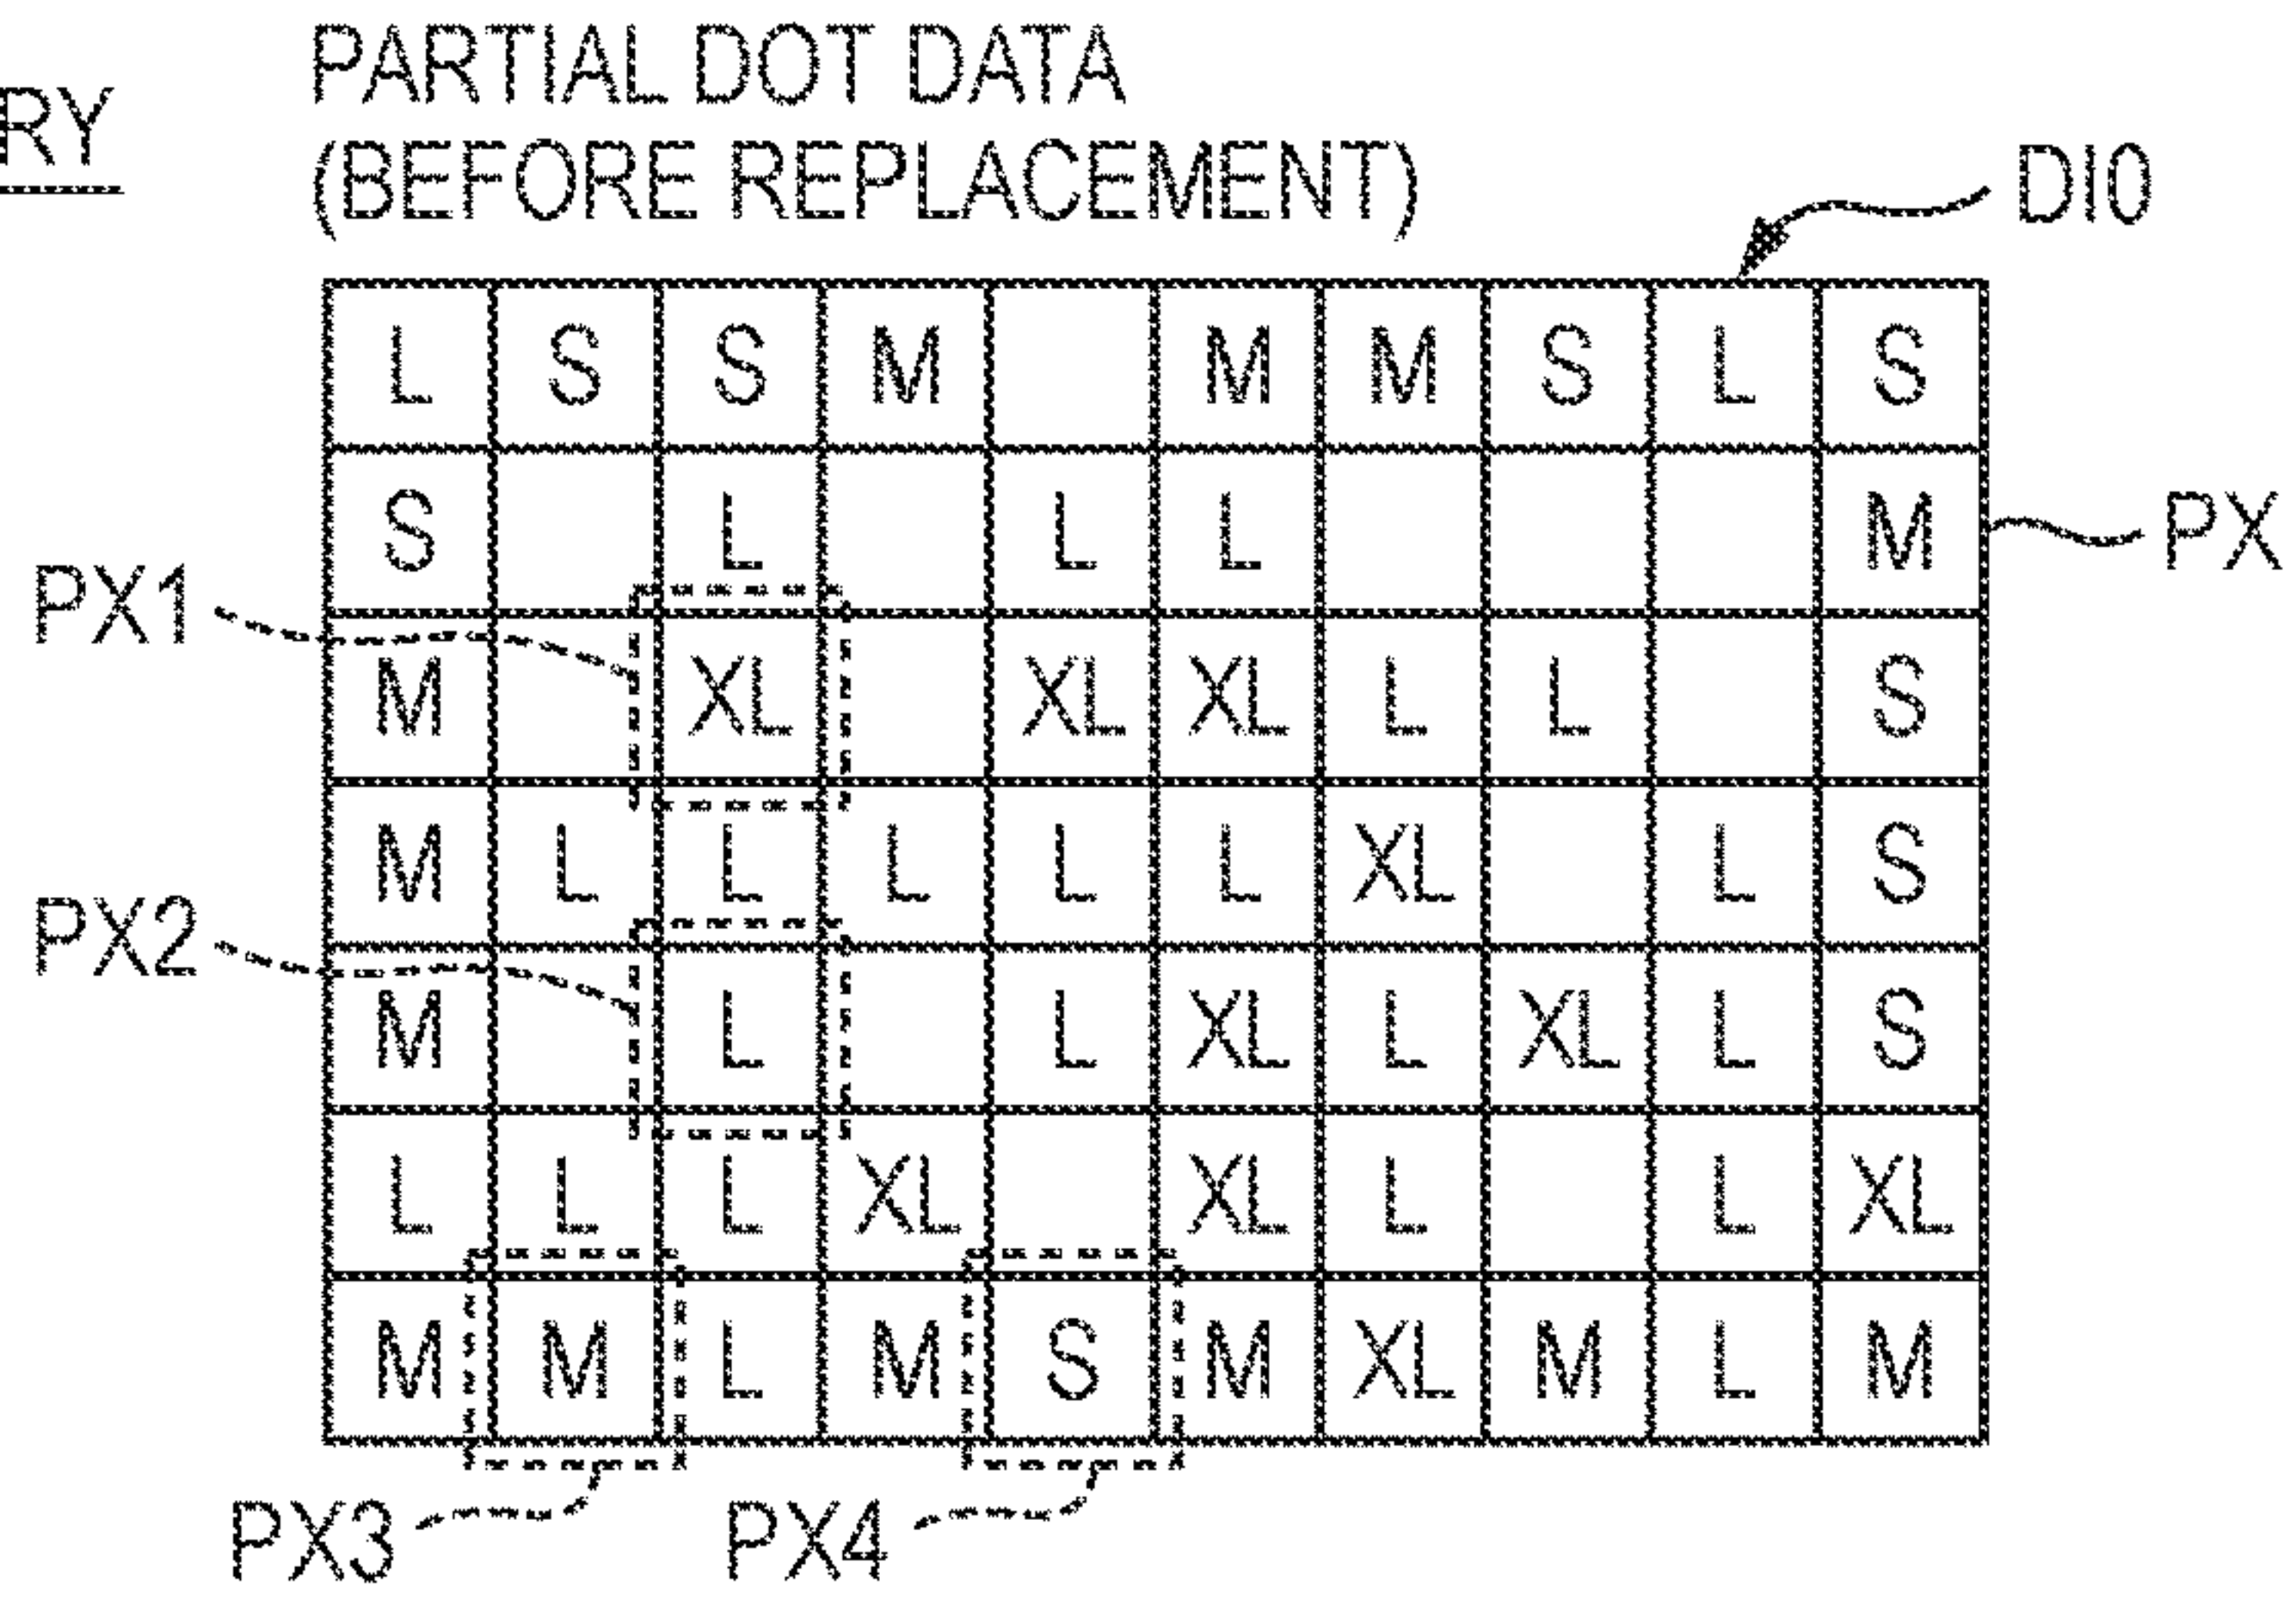 RY
PARTIAL DOT DATA
(BEFORE REPLACEMENT)
DI0
L S S M M M S L S
S L L L M
PX
PX1
M XL XL XL L L S
M L L L L L XL L S
PX2
M L L XL L XL L S
L L L XL XL L L XL
M M L M S M XL M L M
PX3 PX4